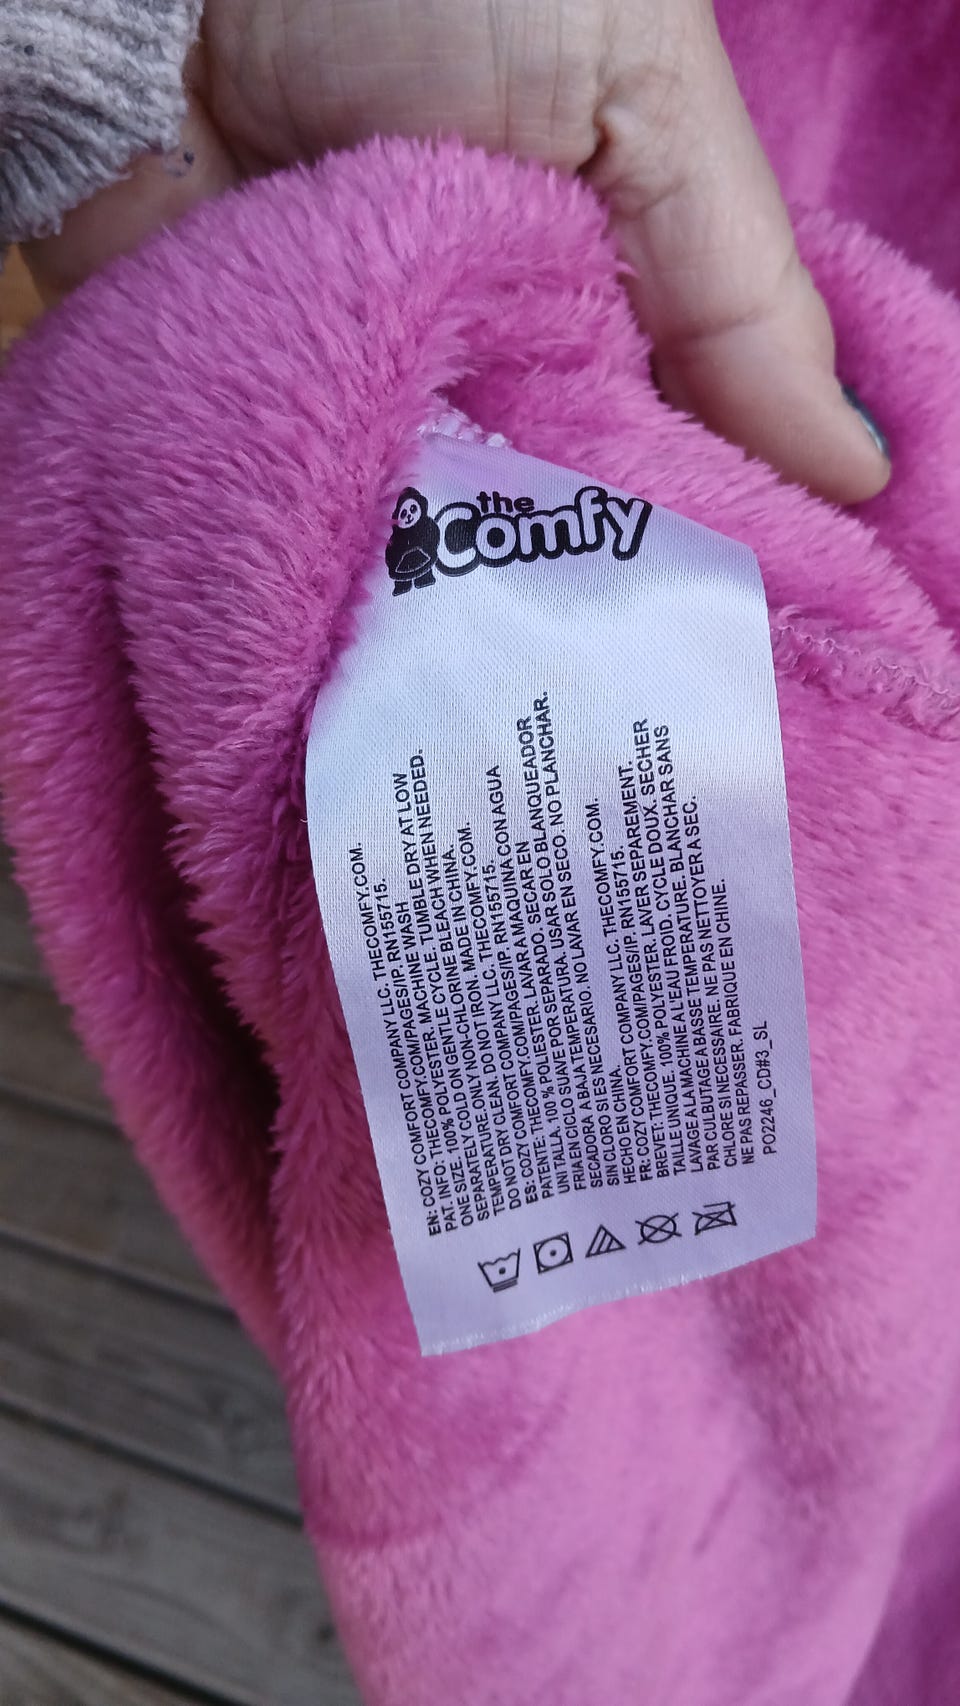 the
Comfy
EN: COZY COMFORT COMPANY LLC. THECOMFY.COM.
PAT. INFO: THECOMFY.COM/PAGES/IP. RN155715.
ONE SIZE. 100% POLYESTER. MACHINE WASH
SEPARATELY COLD ON GENTLE CYCLE. TUMBLE DRY AT LOW
TEMPERATURE. ONLY NON-CHLORINE BLEACH WHEN NEEDED.
DO NOT DRY CLEAN. DO NOT IRON. MADE IN CHINA.
ES: COZY COMFORT COMPANY LLC. THECOMFY.COM.
PATENTE: THECOMFY.COM/PAGES/IP. RN155715.
UNI TALLA. 100 % POLIESTER. LAVAR A MAQUINA CON AGUA
FRIA EN CICLO SUAVE POR SEPARADO. SECAR EN
SECADORA A BAJA TEMPERATURA. USAR SOLO BLANQUEADOR
SIN CLORO SI ES NECESARIO. NO LAVAR EN SECO. NO PLANCHAR.
HECHO EN CHINA.
FR: COZY COMFORT COMPANY LLC. THECOMFY.COM.
BREVET: THECOMFY.COM/PAGES/IP. RN155715.
TAILLE UNIQUE. 100% POLYESTER. LAVER SEPAREMENT.
LAVAGE A LA MACHINE A L'EAU FROID. CYCLE DOUX. SECHER
PAR CULBUTAGE A BASSE TEMPERATURE. BLANCHAR SANS
CHLORE SI NECESSAIRE. NE PAS NETTOYER A SEC.
NE PAS REPASSER. FABRIQUE EN CHINE.
PO2246_CD#3_SL